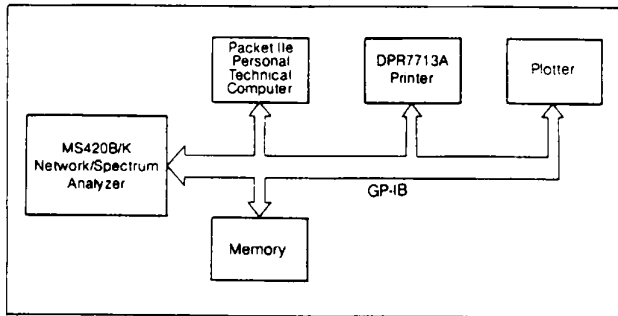 Packet IIe
Personal
Technical
Computer
DPR7713A
Printer
Plotter
MS420B/K
Network/Spectrum
Analyzer
GP-IB
Memory